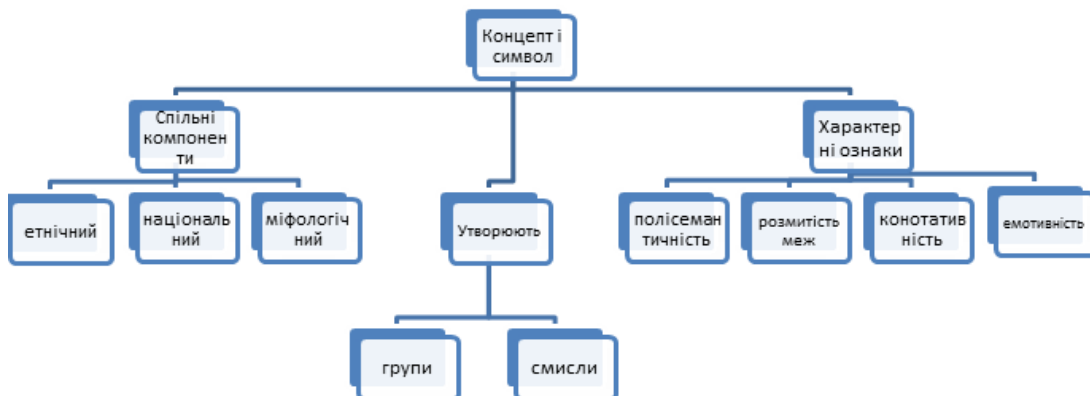 Концепт і
символ
Спільні
компонен
ти
Характер
ні ознаки
етнічний
національ
ний
міфологіч
ний
Утворюють
полісеман
тичність
розмитість
меж
конотатив
ність
емотивність
групи
смисли